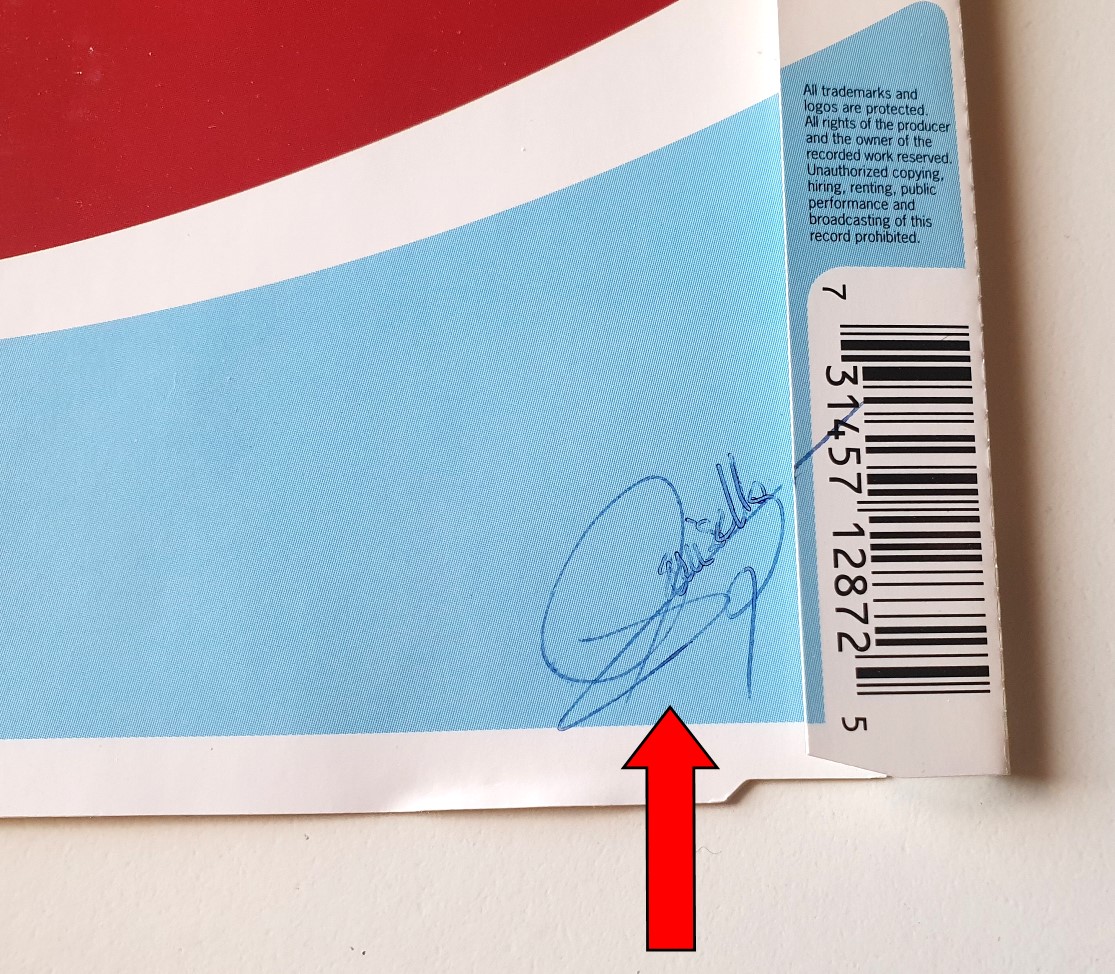 All trademarks and
logos are protected.
All rights of the producer
and the owner of the
recorded work reserved.
Unauthorized copying,
hiring, renting, public
performance and
broadcasting of this
record prohibited.
7 31457 12872 5